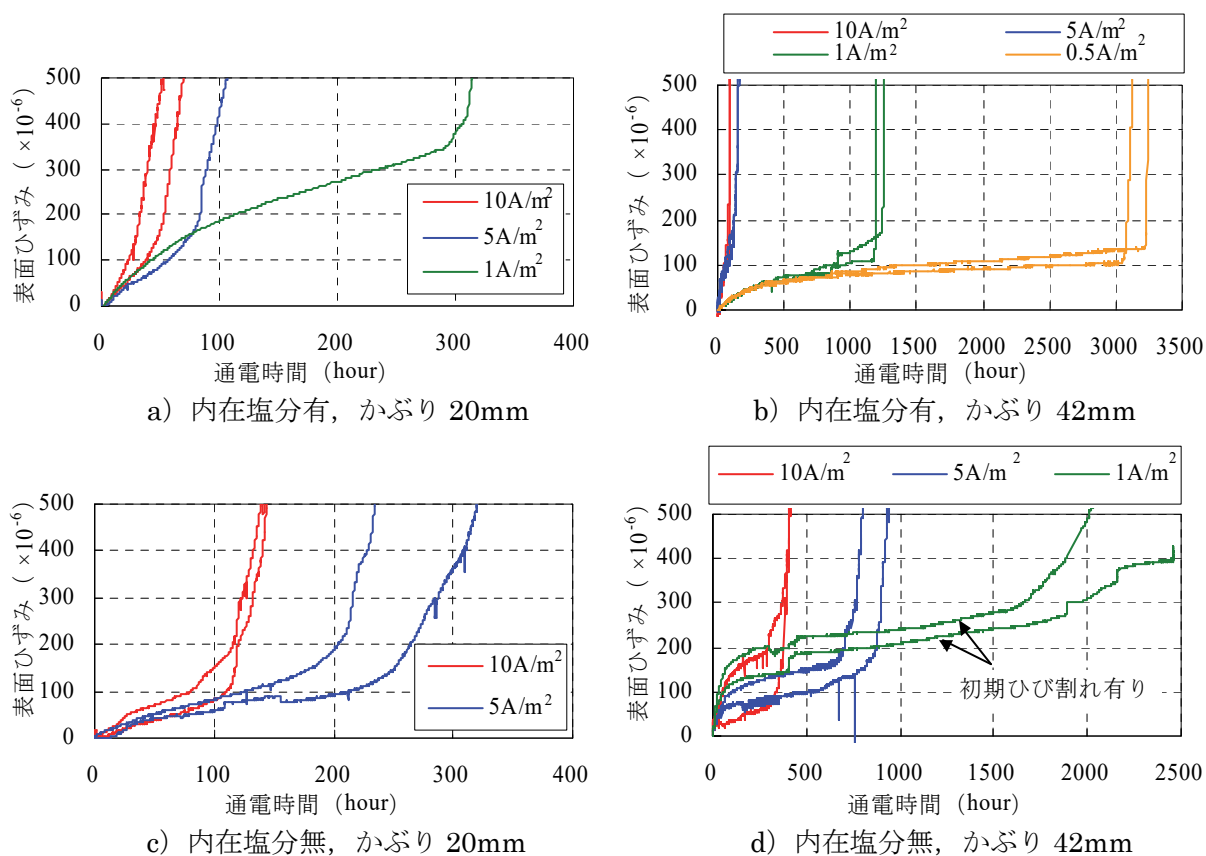 500
400
300
200
100
0
表面ひずみ ( ×10⁻⁶)
10A/m²
5A/m²
1A/m²
0
100
200
300
400
通電時間 (hour)
a) 内在塩分有，かぶり 20mm
10A/m²
5A/m²
1A/m²
0.5A/m²
500
400
300
200
100
0
表面ひずみ ( ×10⁻⁶)
0
500
1000
1500
2000
2500
3000
3500
通電時間 (hour)
b) 内在塩分有，かぶり 42mm
500
400
300
200
100
0
表面ひずみ ( ×10⁻⁶)
10A/m²
5A/m²
0
100
200
300
400
通電時間 (hour)
c) 内在塩分無，かぶり 20mm
10A/m²
5A/m²
1A/m²
500
400
300
200
100
0
表面ひずみ ( ×10⁻⁶)
初期ひび割れ有り
0
500
1000
1500
2000
2500
通電時間 (hour)
d) 内在塩分無，かぶり 42mm